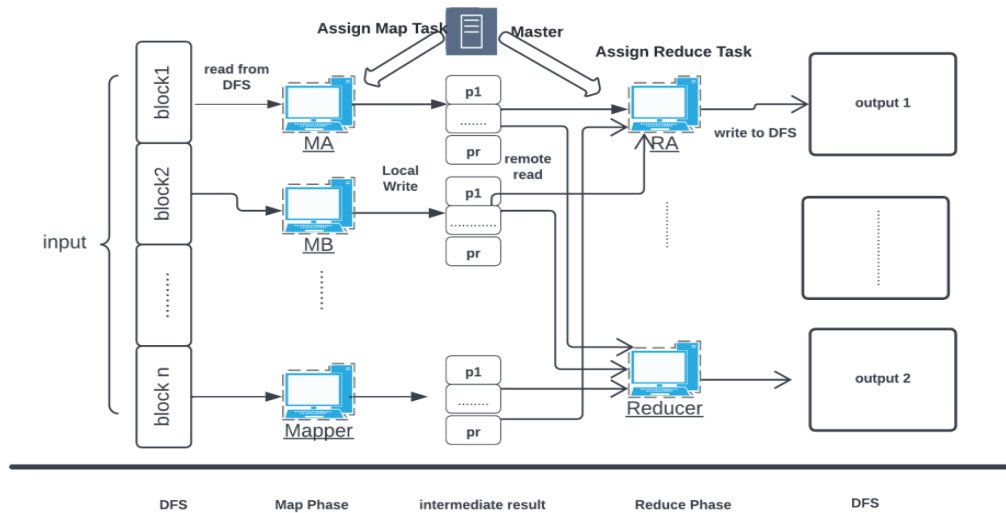 Assign Map Task
Master
Assign Reduce Task
input
block1
block2
........
block n
read from
DFS
MA
MB
.......
Mapper
Local
Write
p1
.......
pr
p1
............
pr
p1
........
pr
remote
read
RA
........
Reducer
write to DFS
output 1
output 2
DFS
Map Phase
intermediate result
Reduce Phase
DFS